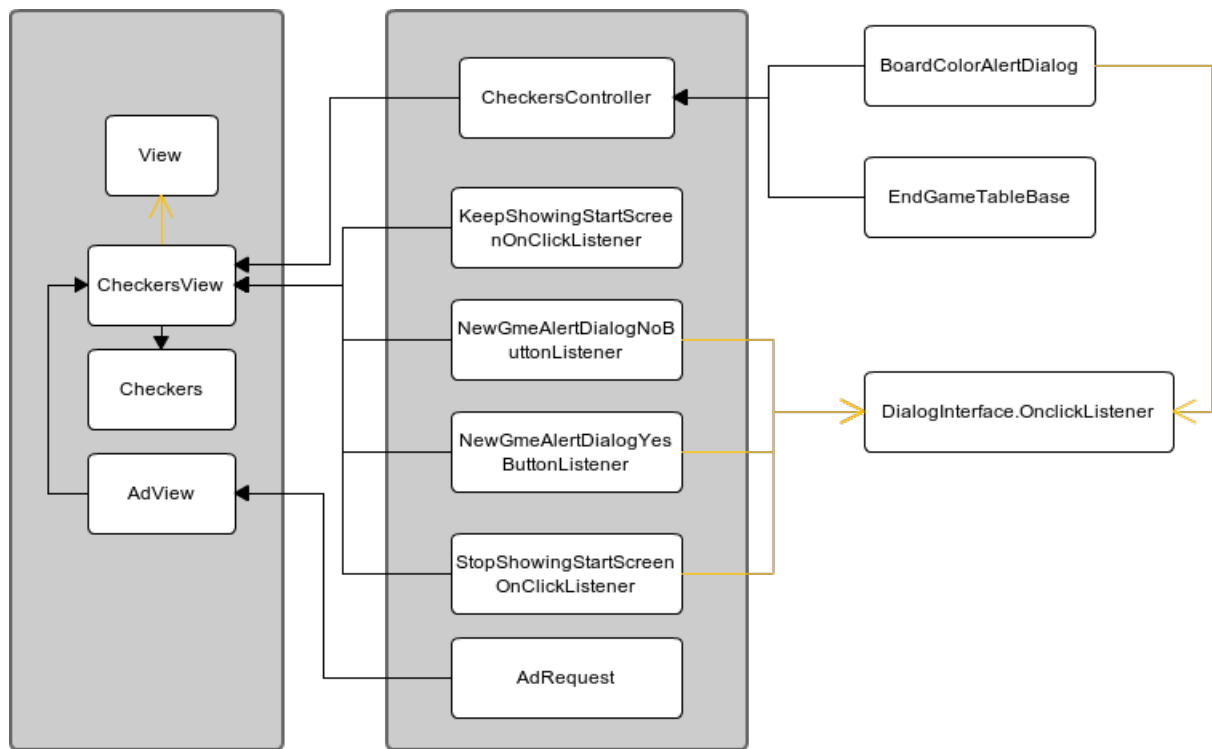 View
CheckersView
Checkers
AdView
CheckersController
KeepShowingStartScree
nOnClickListener
NewGmeAlertDialogNoB
uttonListener
NewGmeAlertDialogYes
ButtonListener
StopShowingStartScreen
OnClickListener
AdRequest
BoardColorAlertDialog
EndGameTableBase
DialogInterface.OnclickListener